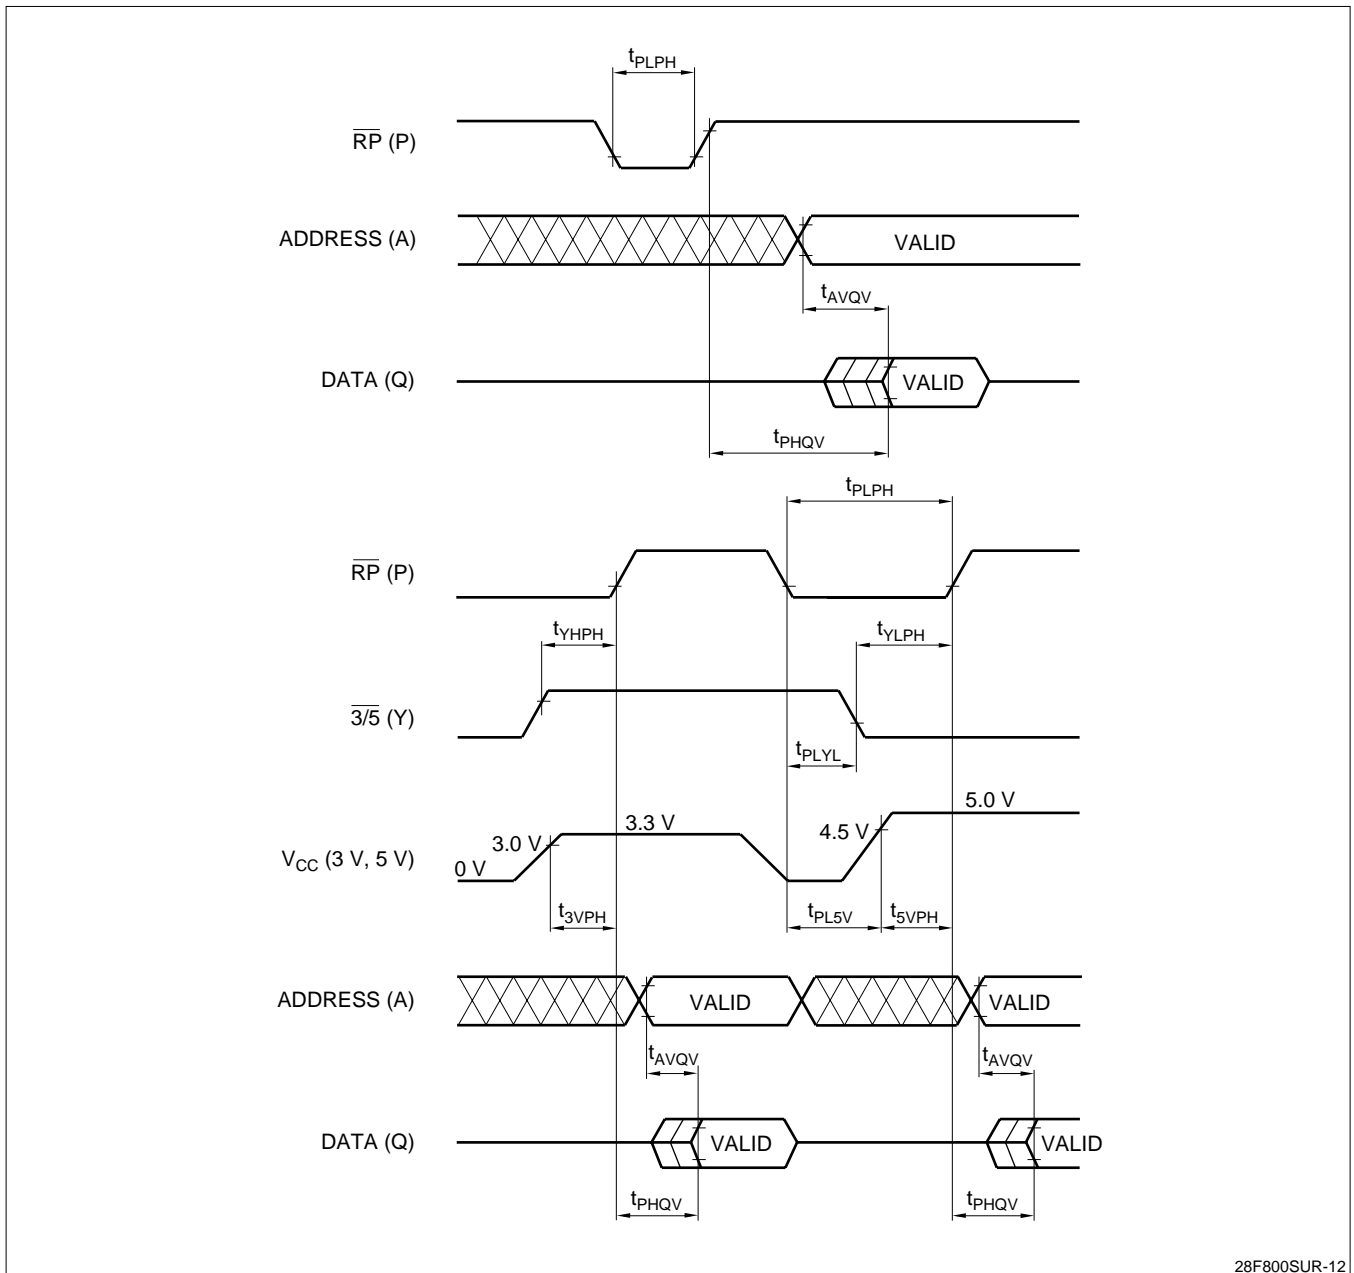 tPLPH
RP (P)
ADDRESS (A) VALID
tAVQV
DATA (Q) VALID
tPHQV
tPLPH
RP (P)
tYHPH tYLPH
3/5 (Y)
tPLYL
5.0 V
3.3 V
4.5 V
3.0 V
VCC (3 V, 5 V)
0 V
t3VPH tPL5V t5VPH
ADDRESS (A) VALID VALID
tAVQV tAVQV
DATA (Q) VALID VALID
tPHQV tPHQV
28F800SUR-12